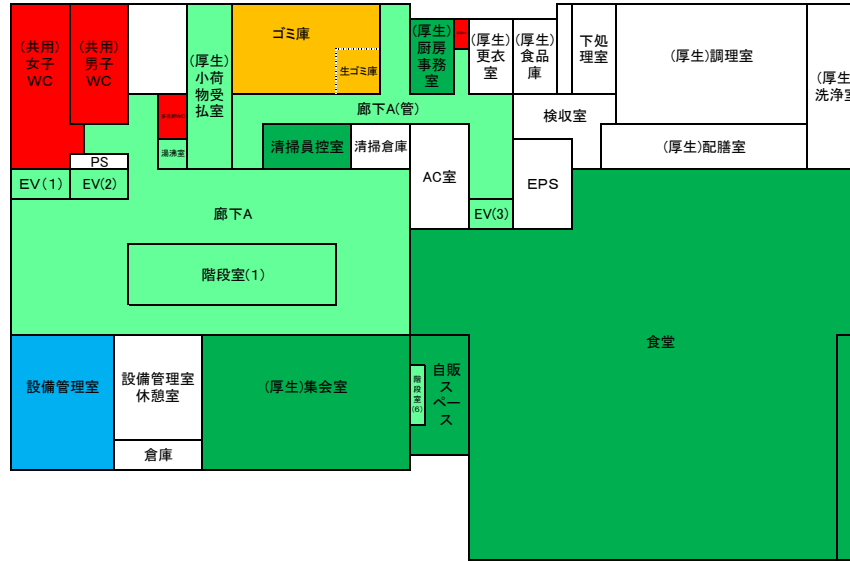 (共用)
女子
WC
(共用)
男子
WC
(厚生)
小荷
物受
払室
ゴミ庫
生ゴミ庫
(厚生)
厨房
事務
室
(厚生)
更衣
室
(厚生)
食品
庫
下処
理室
(厚生)調理室
(厚生
洗浄室
廊下A(管)
検収室
湯沸室
清掃員控室
清掃倉庫
(厚生)配膳室
PS
AC室
EV(1)
EV(2)
EPS
廊下A
EV(3)
階段室(1)
食堂
設備管理室
設備管理室
休憩室
(厚生)集会室
階
段
室
(6)
自販
ス
ペー
ス
倉庫